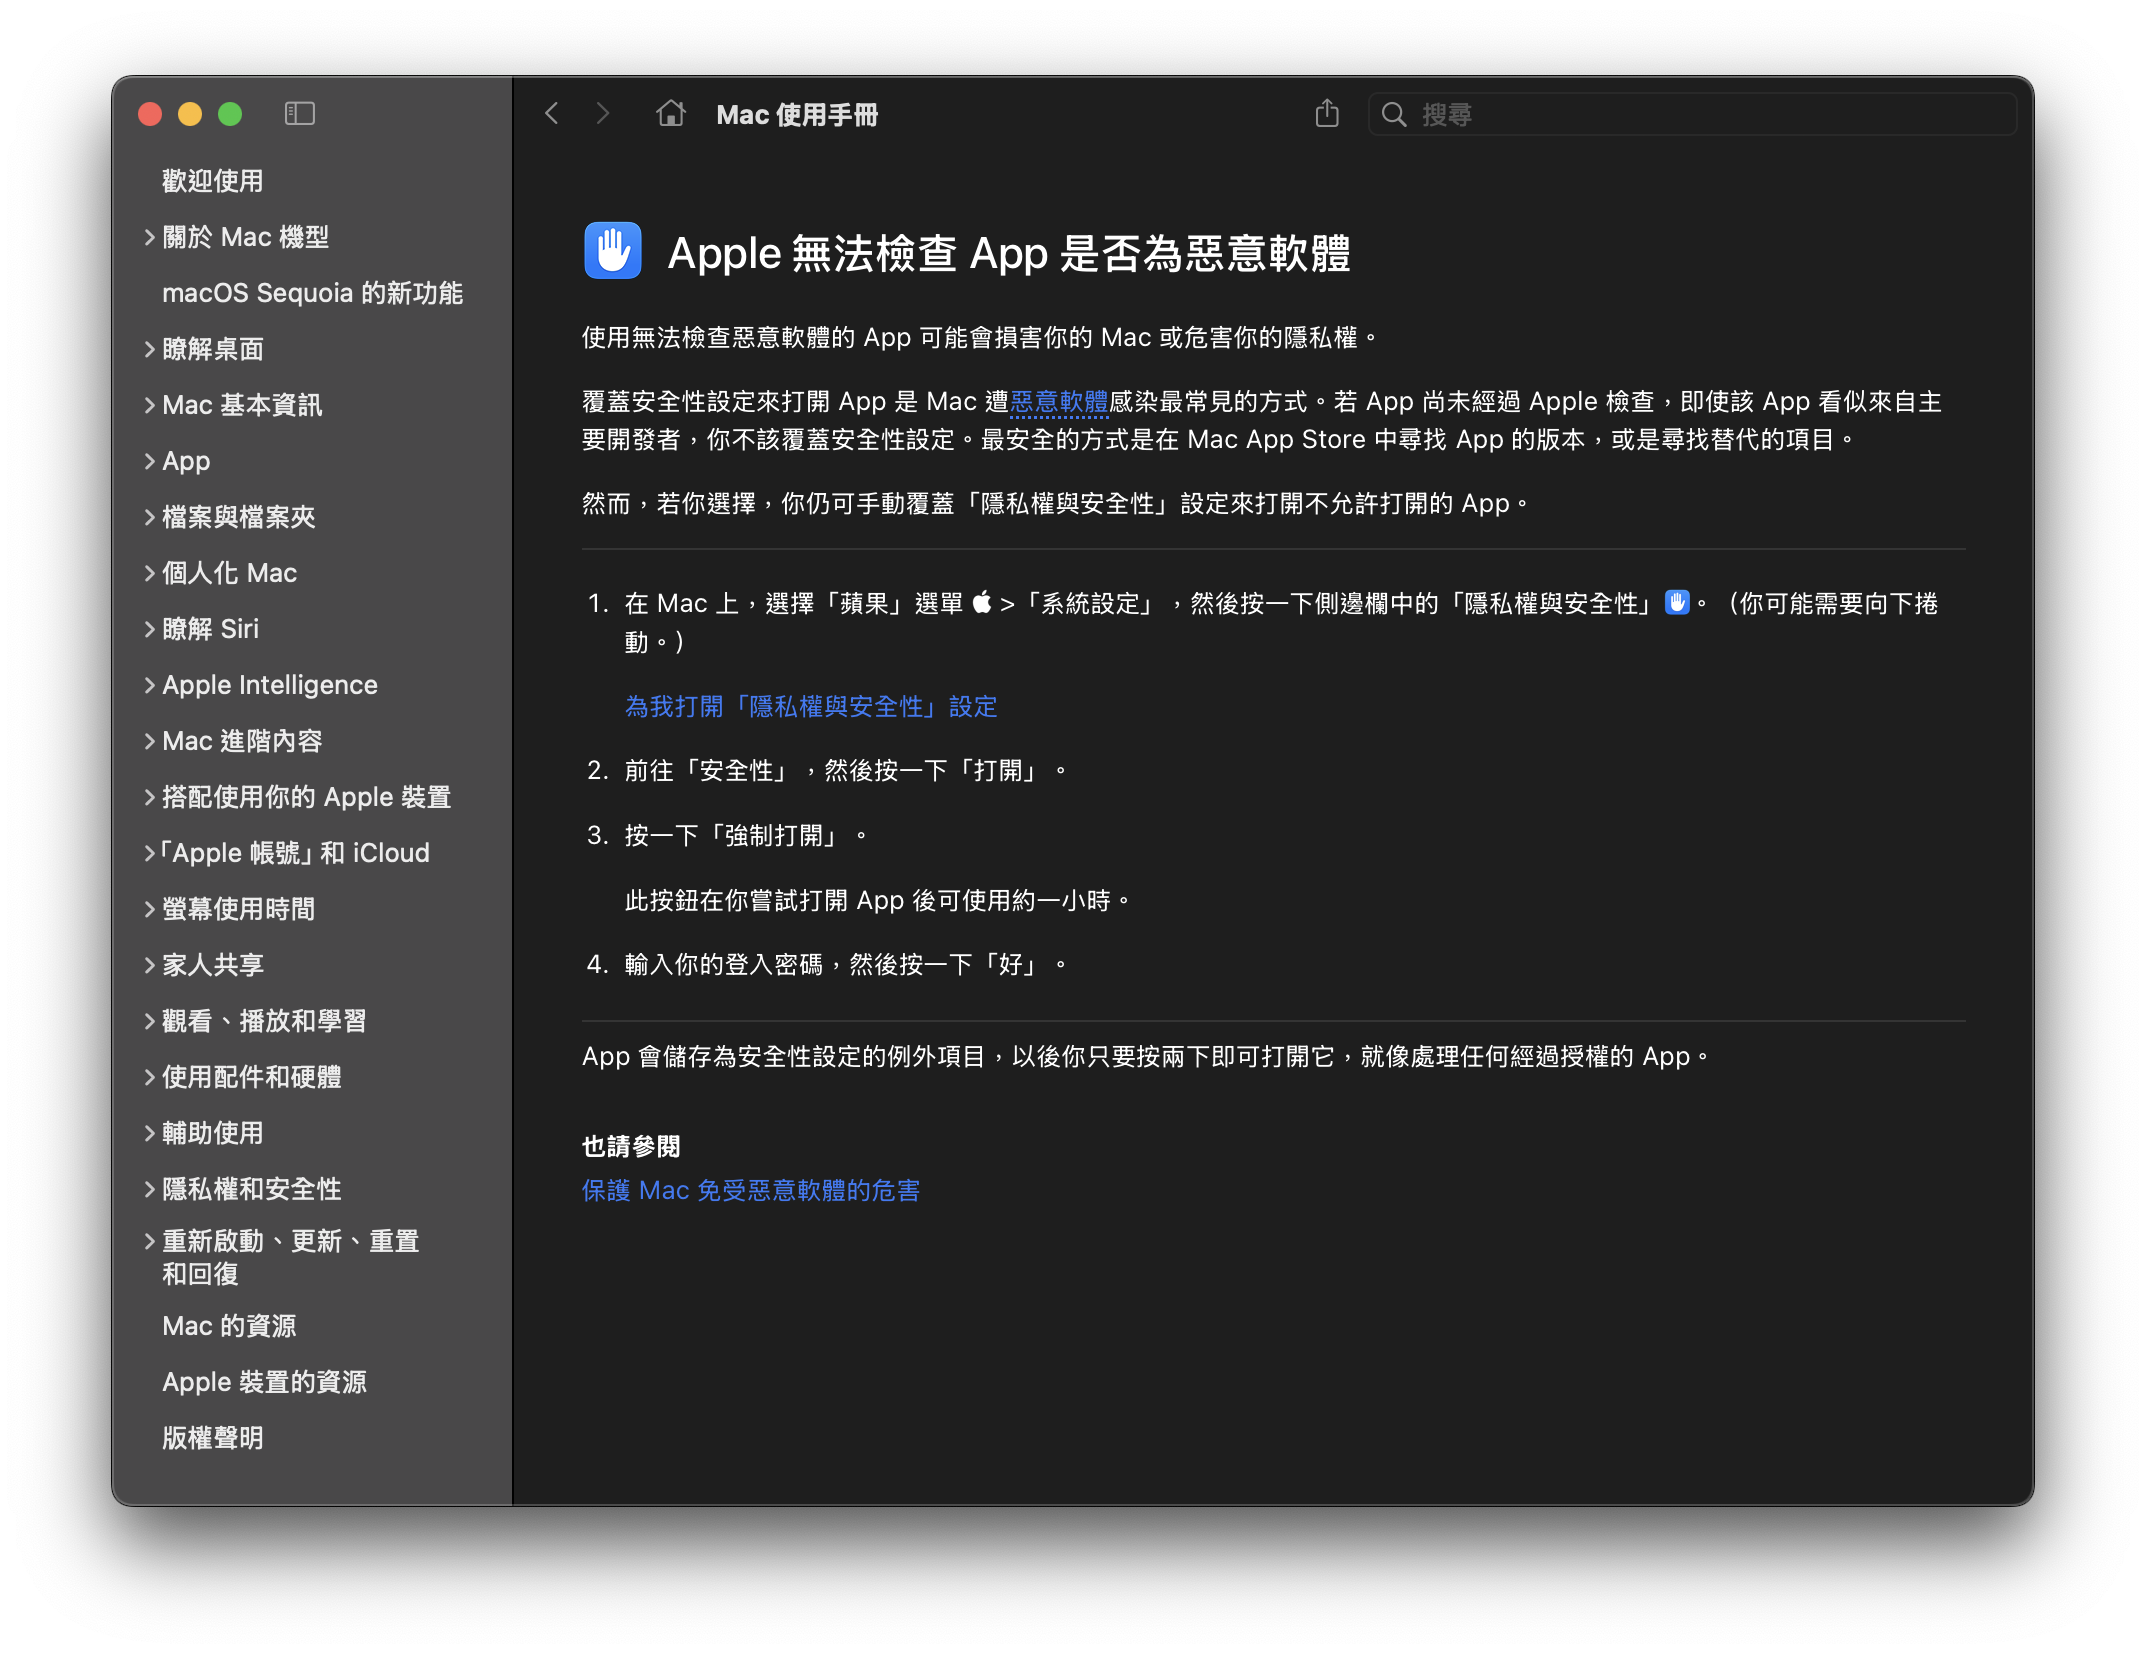 Mac 使用手冊
搜尋
歡迎使用
關於 Mac 機型
macOS Sequoia 的新功能
瞭解桌面
Mac 基本資訊
App
檔案與檔案夾
個人化 Mac
瞭解 Siri
Apple Intelligence
Mac 進階內容
搭配使用你的 Apple 裝置
「Apple 帳號」和 iCloud
螢幕使用時間
家人共享
觀看、播放和學習
使用配件和硬體
輔助使用
隱私權和安全性
重新啟動、更新、重置
和回復
Mac 的資源
Apple 裝置的資源
版權聲明
Apple 無法檢查 App 是否為惡意軟體
使用無法檢查惡意軟體的 App 可能會損害你的 Mac 或危害你的隱私權。
覆蓋安全性設定來打開 App 是 Mac 遭惡意軟體感染最常見的方式。若 App 尚未經過 Apple 檢查，即使該 App 看似來自主
要開發者，你不該覆蓋安全性設定。最安全的方式是在 Mac App Store 中尋找 App 的版本，或是尋找替代的項目。
然而，若你選擇，你仍可手動覆蓋「隱私權與安全性」設定來打開不允許打開的 App。
1. 在 Mac 上，選擇「蘋果」選單  >「系統設定」，然後按一下側邊欄中的「隱私權與安全性」。（你可能需要向下捲
動。）
為我打開「隱私權與安全性」設定
2. 前往「安全性」，然後按一下「打開」。
3. 按一下「強制打開」。
此按鈕在你嘗試打開 App 後可使用約一小時。
4. 輸入你的登入密碼，然後按一下「好」。
App 會儲存為安全性設定的例外項目，以後你只要按兩下即可打開它，就像處理任何經過授權的 App。
也請參閱
保護 Mac 免受惡意軟體的危害